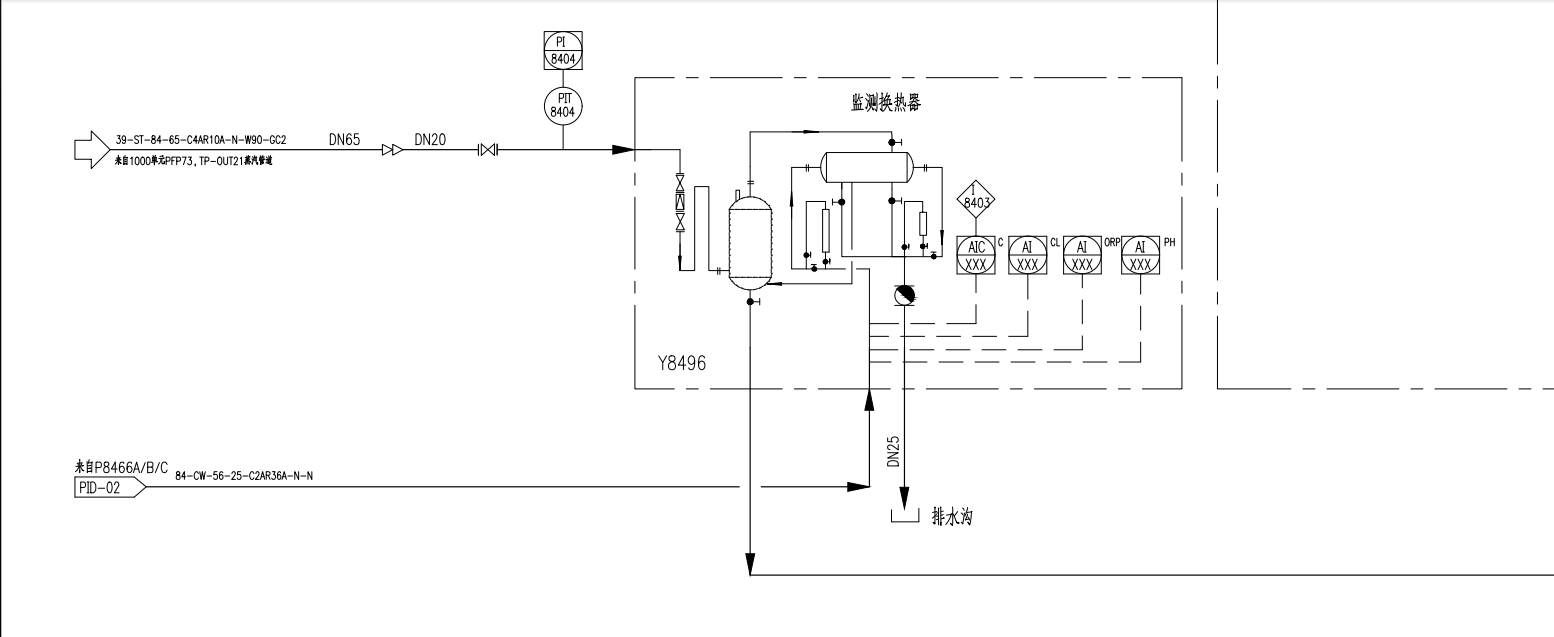 PI
8404
PIT
8404
监测换热器
39-ST-84-65-C4AR10A-N-W90-GC2
DN65
DN20
来自1000单元PFP73,TP-OUT21蒸汽管道
I
8403
AIC
XXX
C
AI
XXX
CL
AI
XXX
ORP
AI
XXX
PH
Y8496
DN25
来自P8466A/B/C
84-CW-56-25-C2AR36A-N-N
PID-02
排水沟